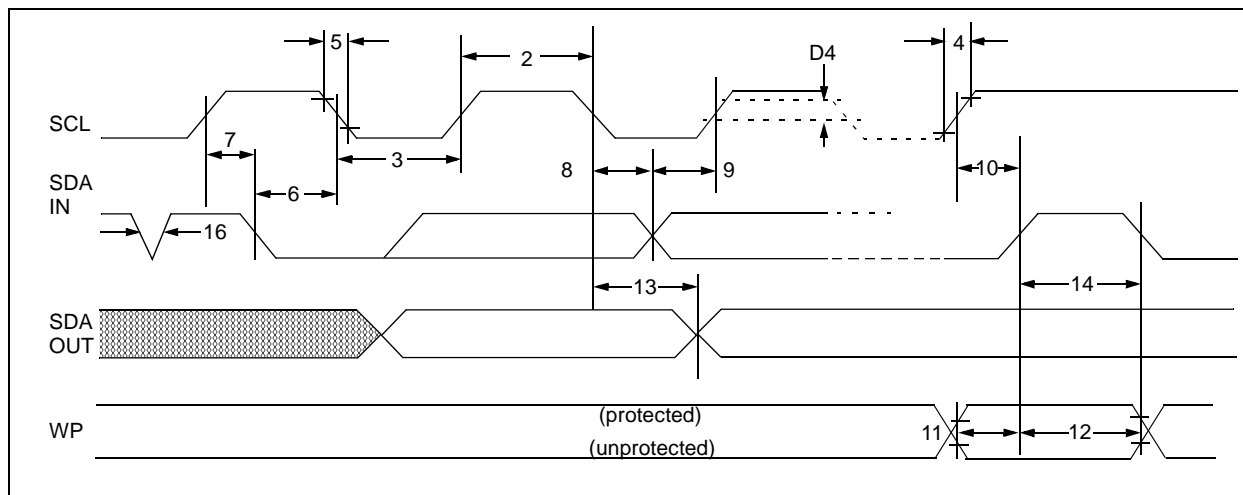 5
2
D4
4
SCL
7
3
8
9
10
SDA
IN
6
16
13
14
SDA
OUT
(protected)
WP
11
12
(unprotected)